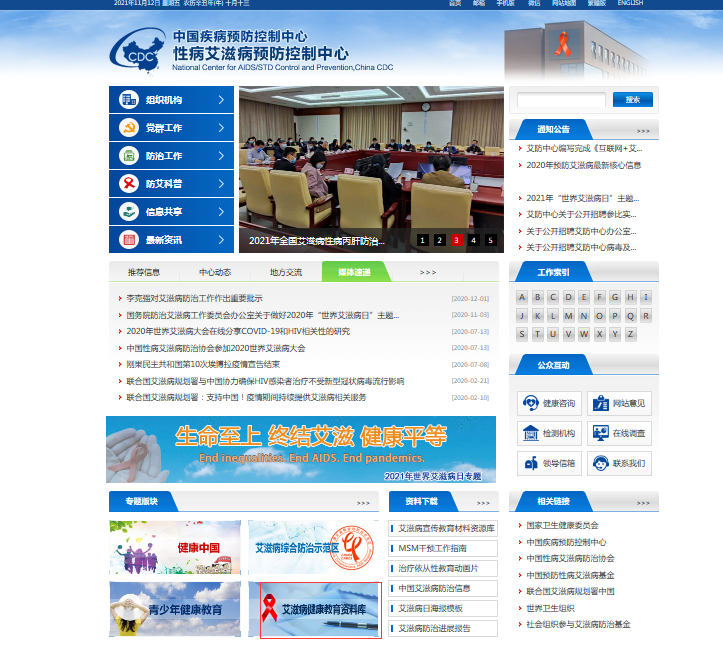 2021年11月12日 星期五 农历辛丑年(牛) 十月十三
首页 邮箱 手机版 微信 网站地图 繁體版 ENGLISH
中国疾病预防控制中心
性病艾滋病预防控制中心
National Center for AIDS/STD Control and Prevention,China CDC
CDC
组织机构
党群工作
防治工作
防艾科普
信息共享
最新资讯
2021年全国艾滋病性病丙肝防治...
1 2 3 4 5
搜索
通知公告 >>>
艾防中心编写完成《互联网+艾...
2020年预防艾滋病最新核心信息
2021年“世界艾滋病日”主题...
艾防中心关于公开招聘参比实...
关于公开招聘艾防中心办公室...
关于公开招聘艾防中心病毒及...
推荐信息 中心动态 地方交流 媒体速递 >>>
李克强对艾滋病防治工作作出重要批示 [2020-12-01]
国务院防治艾滋病工作委员会办公室关于做好2020年“世界艾滋病日”主题... [2020-11-03]
2020年世界艾滋病大会在线分享COVID-19和HIV相关性的研究 [2020-07-13]
中国性病艾滋病防治协会参加2020世界艾滋病大会 [2020-07-13]
刚果民主共和国第10次埃博拉疫情宣告结束 [2020-07-08]
联合国艾滋病规划署与中国协力确保HIV感染者治疗不受新型冠状病毒流行影响 [2020-02-21]
联合国艾滋病规划署：支持中国！疫情期间持续提供艾滋病相关服务 [2020-02-10]
工作索引
A B C D E F G H I
J K L M N O P Q R
S T U V W X Y Z
公众互动
健康咨询 网站意见
检测机构 在线调查
领导信箱 联系我们
生命至上 终结艾滋 健康平等
End inequalities. End AIDS. End pandemics.
2021年世界艾滋病日专题
专题版块 >>>
健康中国
艾滋病综合防治示范区
青少年健康教育
艾滋病健康教育资料库
资料下载 >>>
艾滋病宣传教育材料资源库
MSM干预工作指南
治疗依从性教育动画片
中国艾滋病防治信息
艾滋病日海报模板
艾滋病防治进展报告
相关链接 >>>
国家卫生健康委员会
中国疾病预防控制中心
中国性病艾滋病防治协会
中国预防性病艾滋病基金
联合国艾滋病规划署中国
世界卫生组织
社会组织参与艾滋病防治基金